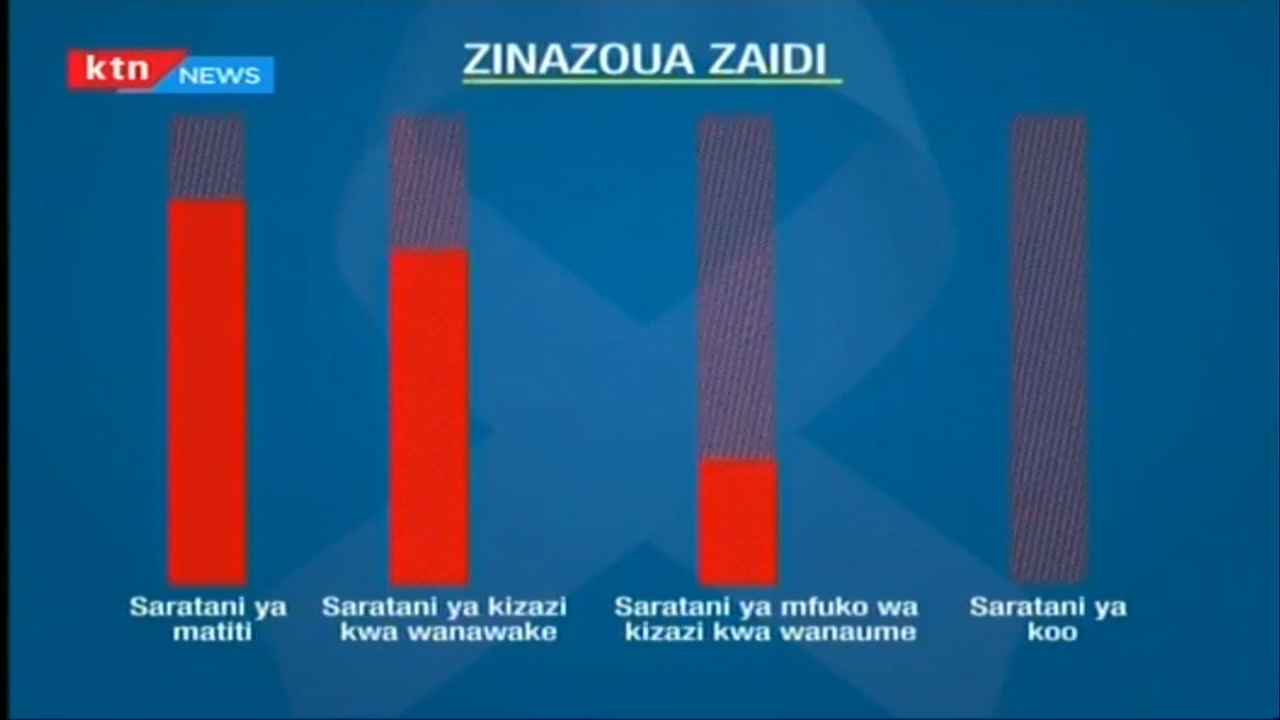 ktn NEWS
ZINAZOUA ZAIDI
Saratani ya
matiti
Saratani ya kizazi
kwa wanawake
Saratani ya mfuko wa
kizazi kwa wanaume
Saratani ya
koo